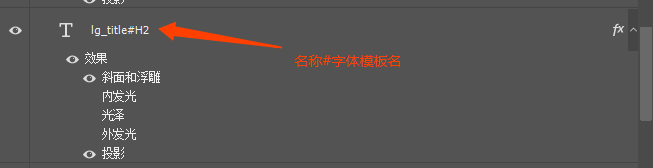 投影
T lg_title#H2 fx
名称#字体模板名
效果
斜面和浮雕
内发光
光泽
外发光
投影